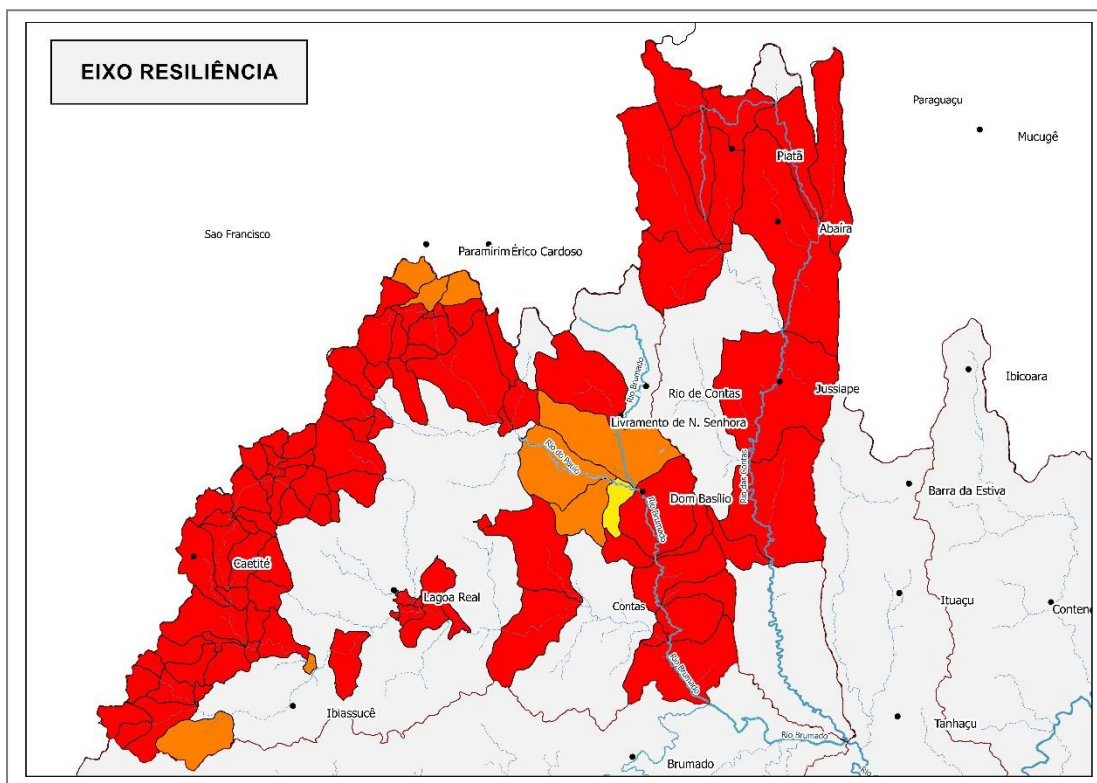 EIXO RESILIÊNCIA
Paraguaçu
Mucugê
Piatã
Abaíra
Sao Francisco
Paramirim
Érico Cardoso
Rio Brumado
Ibicoara
Rio de Contas
Jussiape
Livramento de N. Senhora
Rio do Paulo
Rio das Contas
Barra da Estiva
Dom Basílio
Rio Brumado
Caetité
Lagoa Real
Contas
Ituaçu
Rio Brumado
Ibiassucê
Tanhaçu
Rio Brumado
Brumado